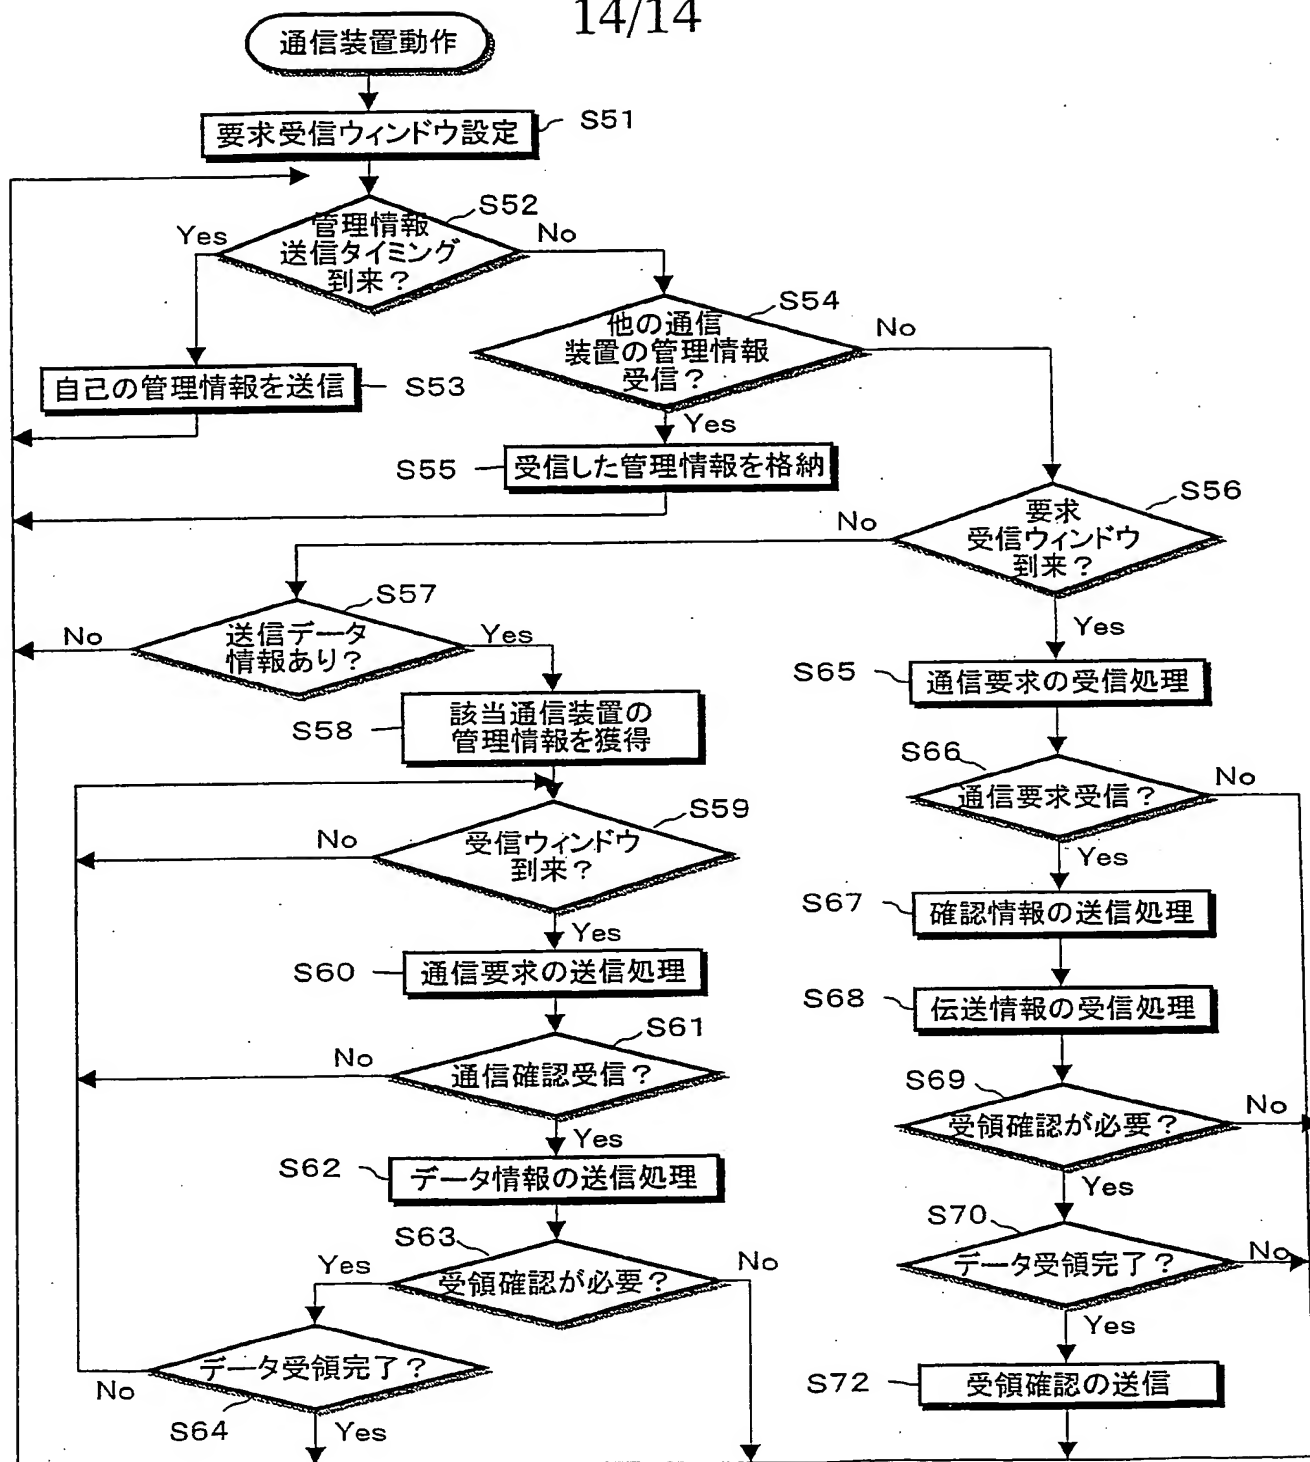 14/14
通信装置動作
要求受信ウィンドウ設定
S51
管理情報
送信タイミング
到来？
S52
Yes
No
自己の管理情報を送信
S53
他の通信
装置の管理情報
受信？
S54
No
Yes
S55
受信した管理情報を格納
要求
受信ウィンドウ
到来？
S56
No
Yes
送信データ
情報あり？
S57
No
Yes
S58
該当通信装置の
管理情報を獲得
受信ウィンドウ
到来？
S59
No
Yes
S60
通信要求の送信処理
通信確認受信？
S61
No
Yes
S62
データ情報の送信処理
S63
受領確認が必要？
Yes
No
データ受領完了？
No
S64
Yes
S65
通信要求の受信処理
S66
通信要求受信？
No
Yes
S67
確認情報の送信処理
S68
伝送情報の受信処理
S69
受領確認が必要？
No
Yes
S70
データ受領完了？
No
Yes
S72
受領確認の送信